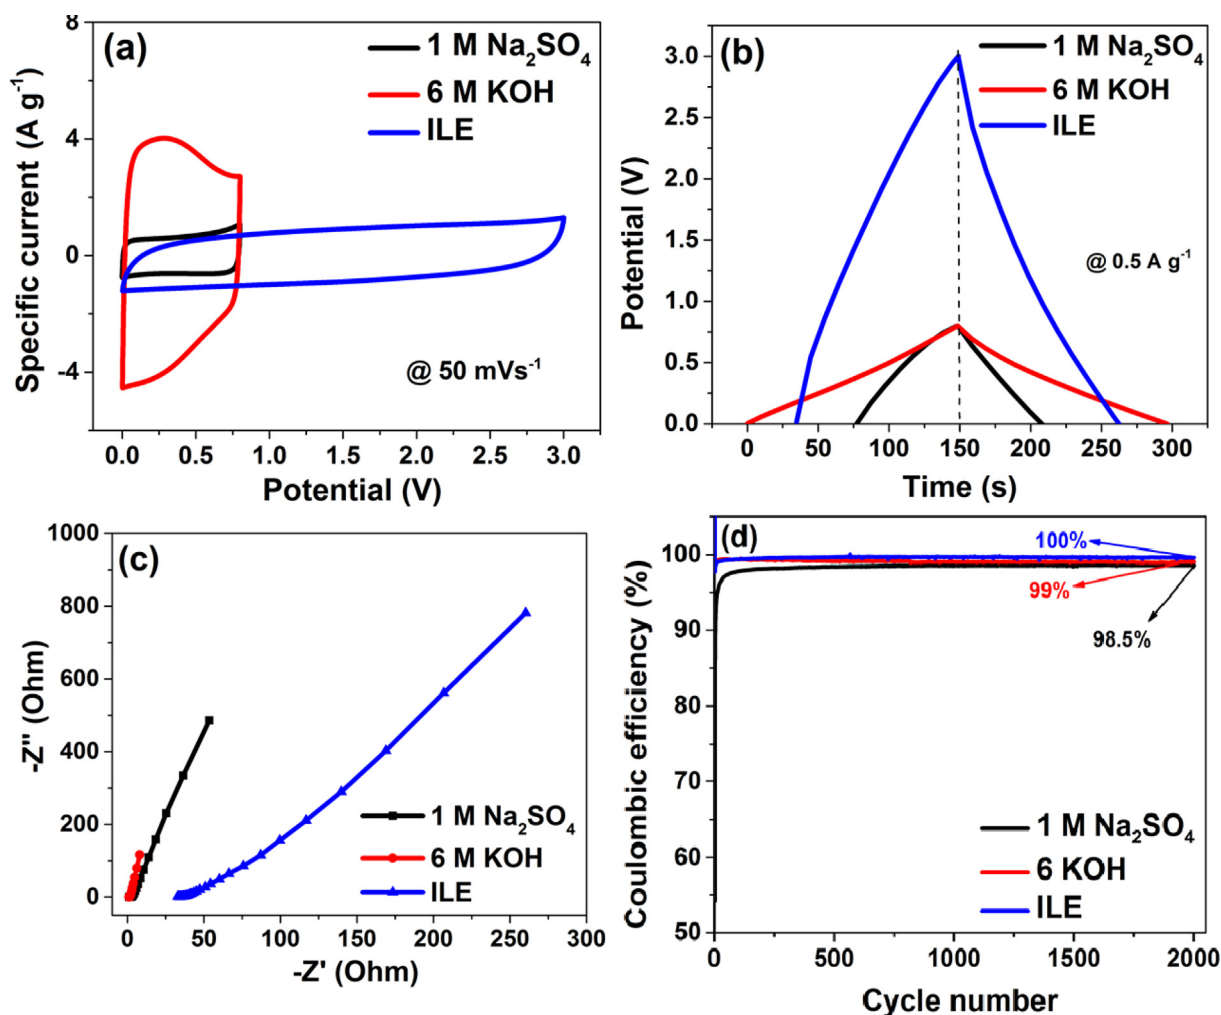 (a)
1 M Na₂SO₄
6 M KOH
ILE
@ 50 mVs⁻¹
8
4
0
-4
Specific current (A g⁻¹)
0.0 0.5 1.0 1.5 2.0 2.5 3.0
Potential (V)
(b)
1 M Na₂SO₄
6 M KOH
ILE
@ 0.5 A g⁻¹
3.0
2.5
2.0
1.5
1.0
0.5
0.0
Potential (V)
0 50 100 150 200 250 300
Time (s)
(c)
1 M Na₂SO₄
6 M KOH
ILE
1000
800
600
400
200
0
-Z" (Ohm)
0 50 100 150 200 250 300
-Z' (Ohm)
(d)
100%
99%
98.5%
1 M Na₂SO₄
6 KOH
ILE
100
90
80
70
60
50
Coulombic efficiency (%)
0 500 1000 1500 2000
Cycle number